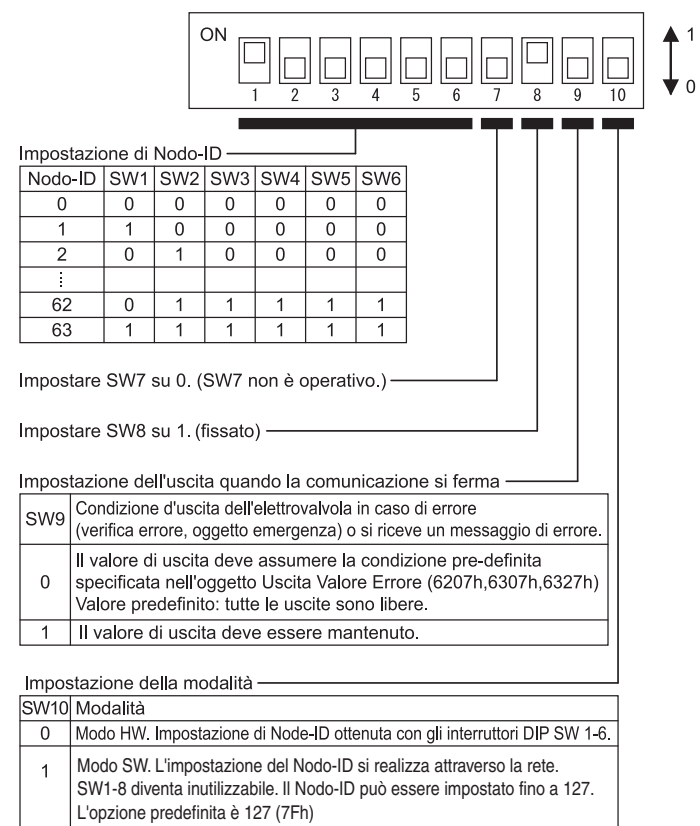 ON
1
0
1 2 3 4 5 6 7 8 9 10
Impostazione di Nodo-ID
Nodo-ID SW1 SW2 SW3 SW4 SW5 SW6
0 0 0 0 0 0 0
1 1 0 0 0 0 0
2 0 1 0 0 0 0
⋮
62 0 1 1 1 1 1
63 1 1 1 1 1 1
Impostare SW7 su 0. (SW7 non è operativo.)
Impostare SW8 su 1. (fissato)
Impostazione dell'uscita quando la comunicazione si ferma
SW9 Condizione d'uscita dell'elettrovalvola in caso di errore
(verifica errore, oggetto emergenza) o si riceve un messaggio di errore.
0 Il valore di uscita deve assumere la condizione pre-definita
specificata nell'oggetto Uscita Valore Errore (6207h,6307h,6327h)
Valore predefinito: tutte le uscite sono libere.
1 Il valore di uscita deve essere mantenuto.
Impostazione della modalità
SW10 Modalità
0 Modo HW. Impostazione di Node-ID ottenuta con gli interruttori DIP SW 1-6.
1 Modo SW. L'impostazione del Nodo-ID si realizza attraverso la rete.
SW1-8 diventa inutilizzabile. Il Nodo-ID può essere impostato fino a 127.
L'opzione predefinita è 127 (7Fh)